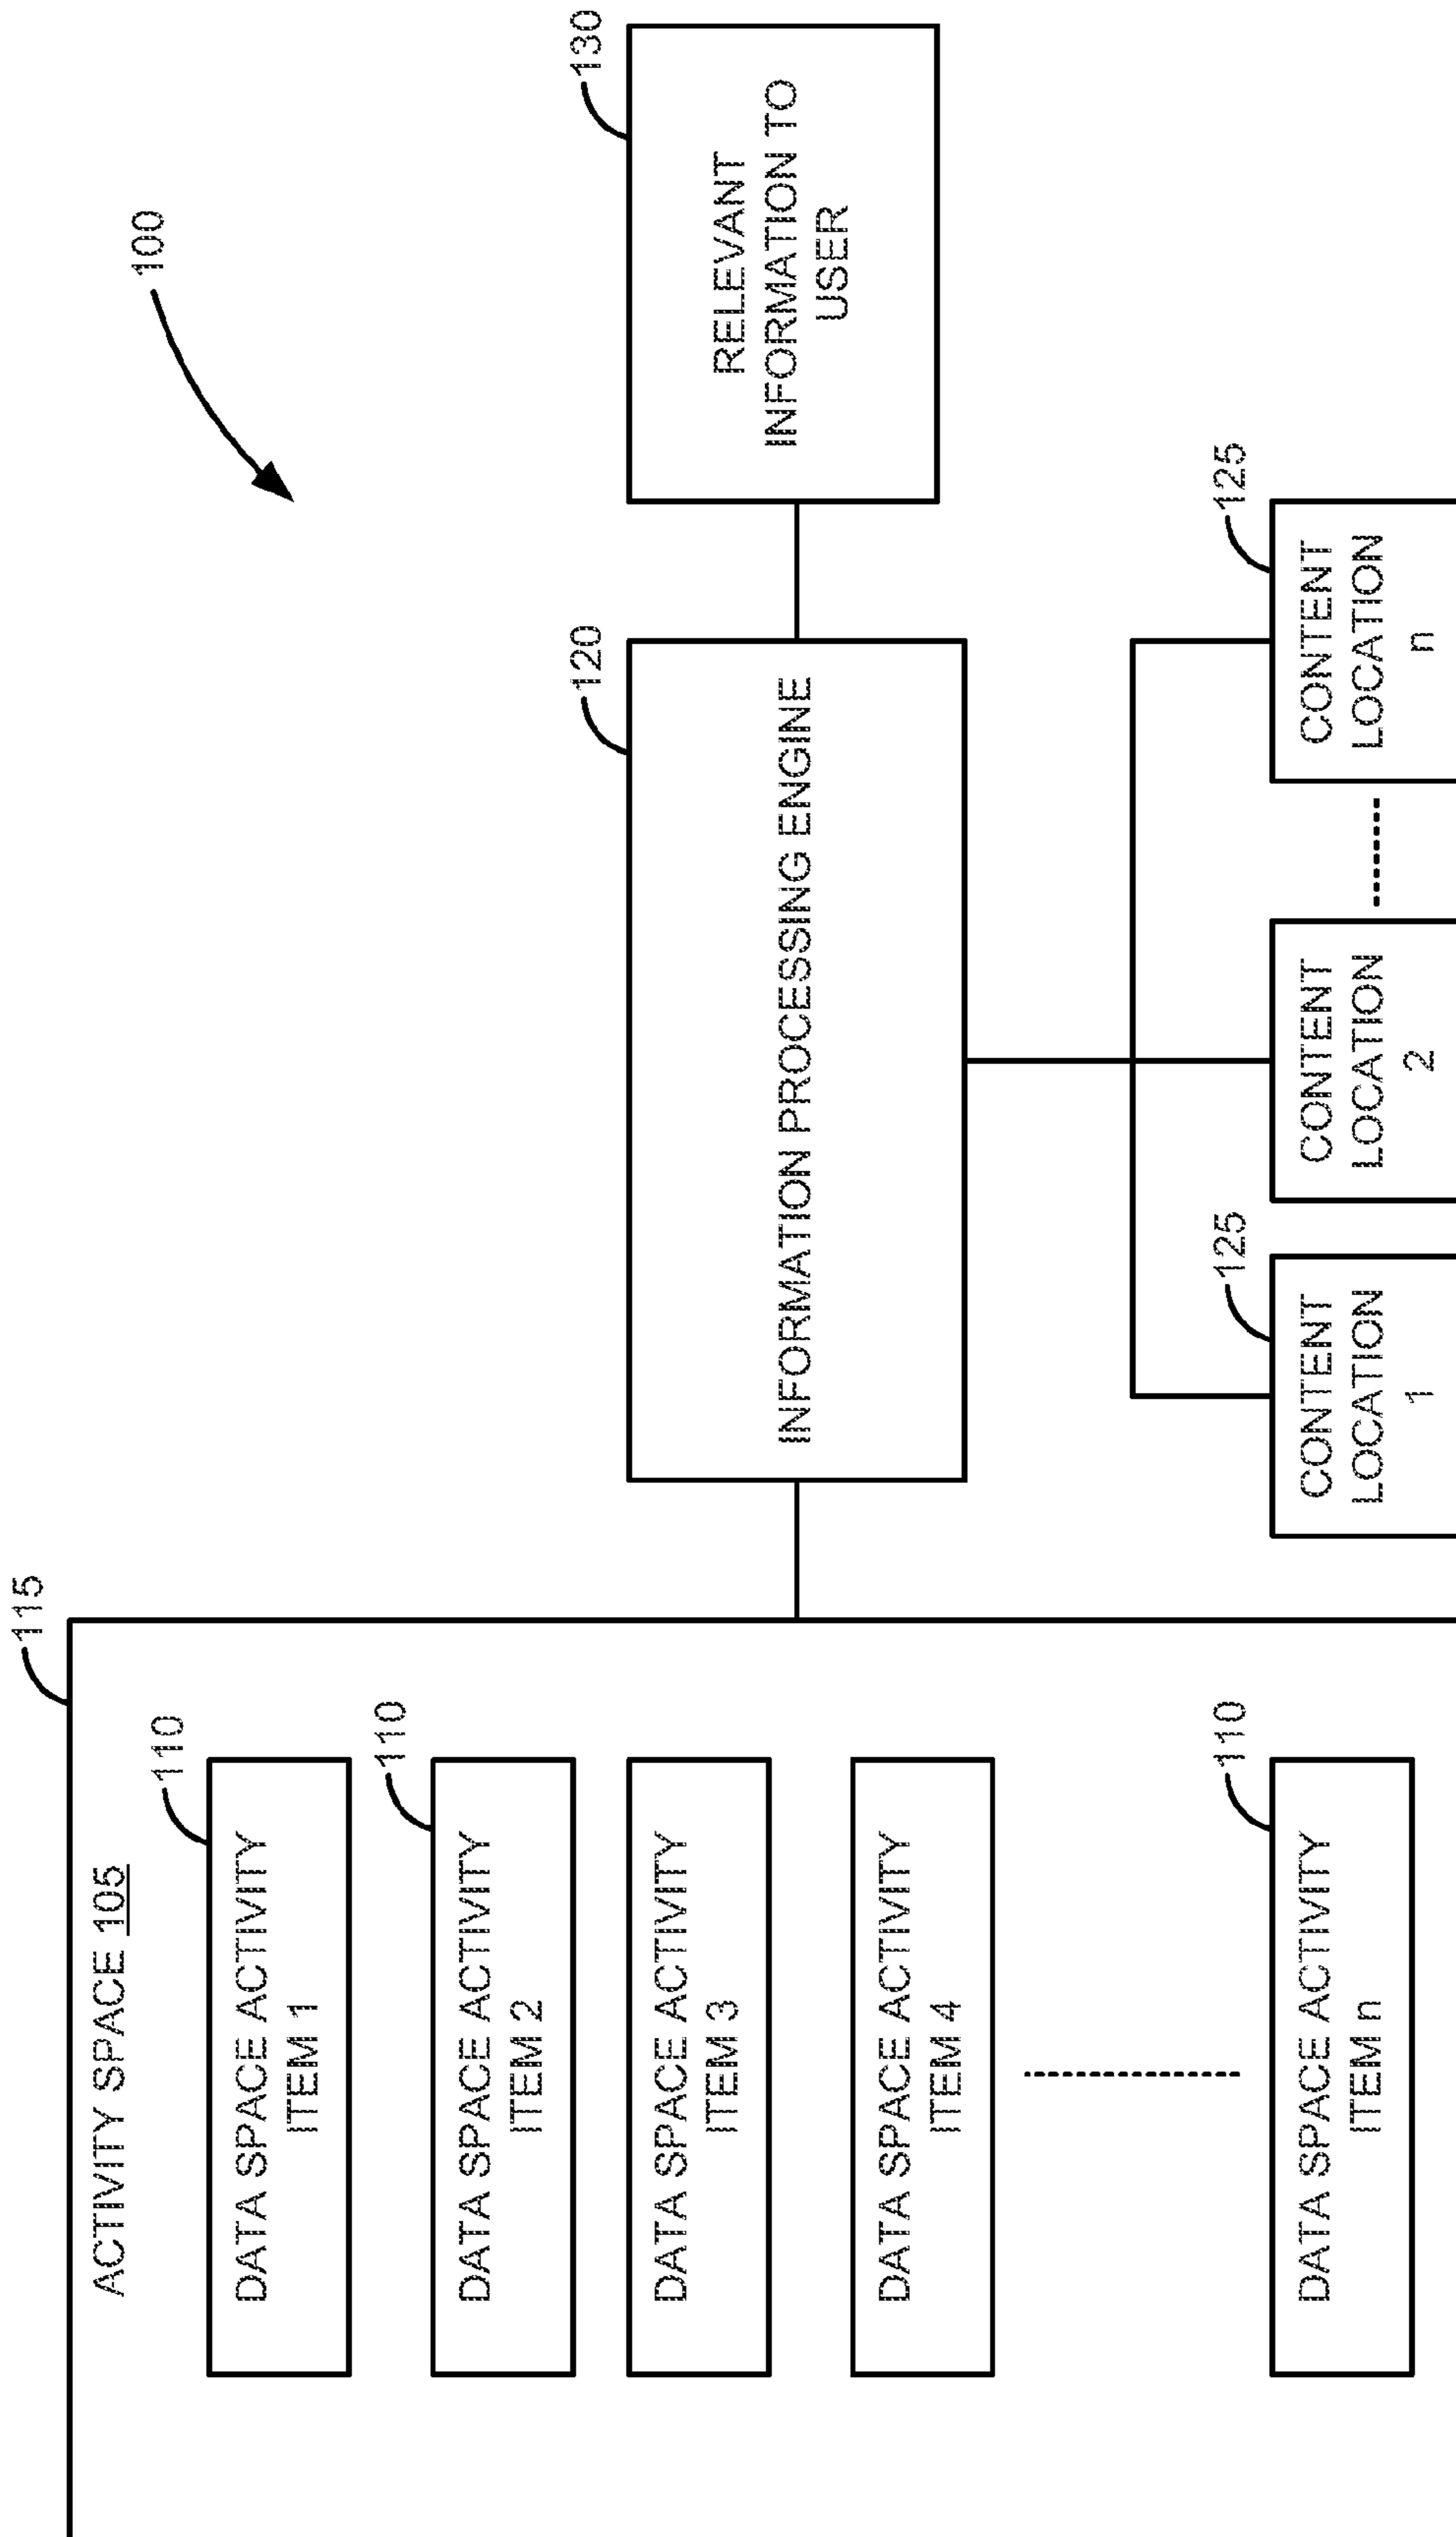 100
115
ACTIVITY SPACE 105
110
DATA SPACE ACTIVITY
ITEM 1
110
DATA SPACE ACTIVITY
ITEM 2
DATA SPACE ACTIVITY
ITEM 3
DATA SPACE ACTIVITY
ITEM 4
110
DATA SPACE ACTIVITY
ITEM n
120
INFORMATION PROCESSING ENGINE
130
RELEVANT
INFORMATION TO
USER
125
CONTENT
LOCATION
1
CONTENT
LOCATION
2
125
CONTENT
LOCATION
n